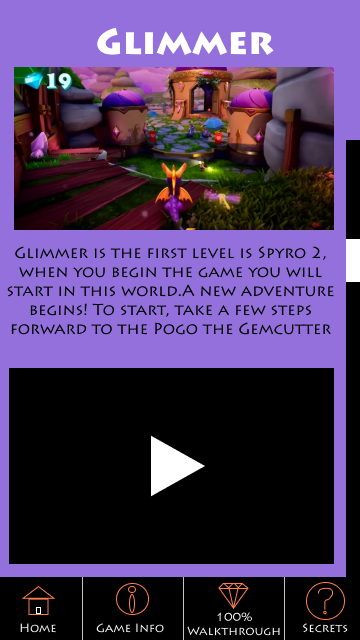 Glimmer
19
Glimmer is the first level is Spyro 2,
when you begin the game you will
start in this world.A new adventure
begins! To start, take a few steps
forward to the Pogo the Gemcutter
Home
Game Info
100%
Walkthrough
Secrets